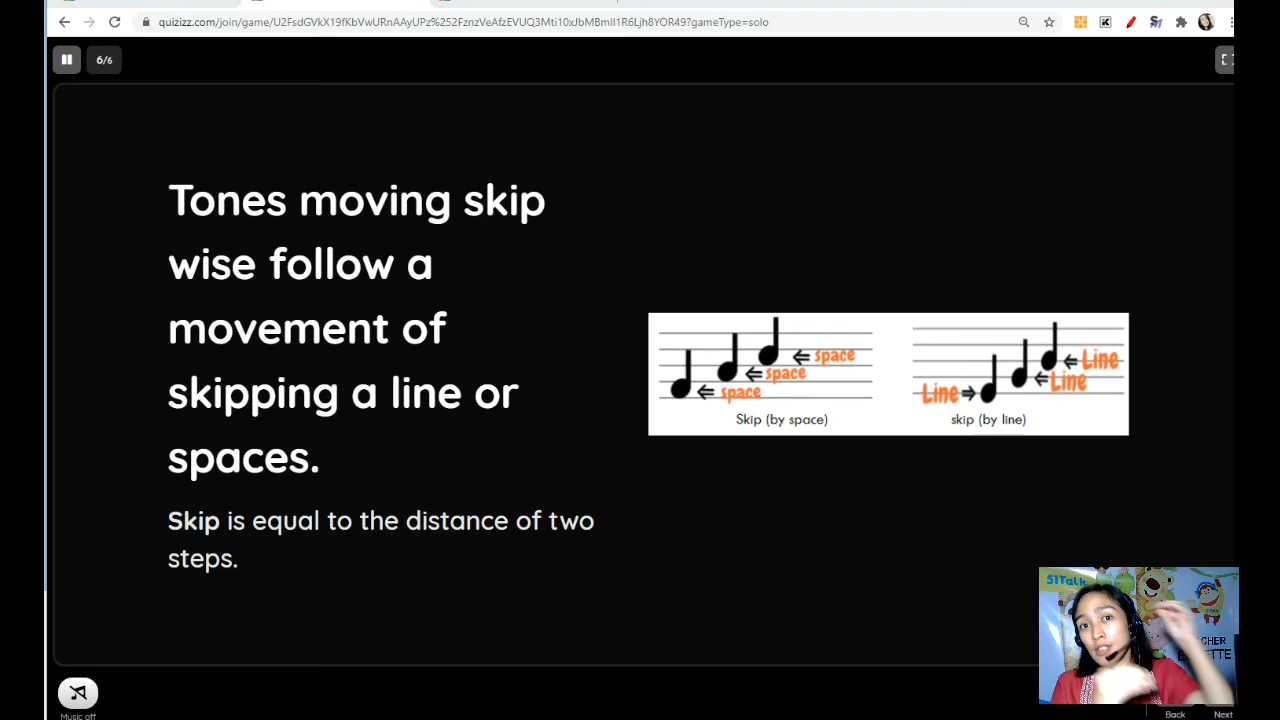 quizizz.com/join/game/U2FsdGVkX19fKbVwURnAAyUPz%252FznzVeAfzEVUQ3Mti10xJbMBmII1R6Ljh8YOR49?gameType=solo
6/6
Tones moving skip
wise follow a
movement of
skipping a line or
spaces.
Skip is equal to the distance of two
steps.
space
space
space
Skip (by space)
Line
Line
Line
skip (by line)
51Talk
Music off
Back
Next